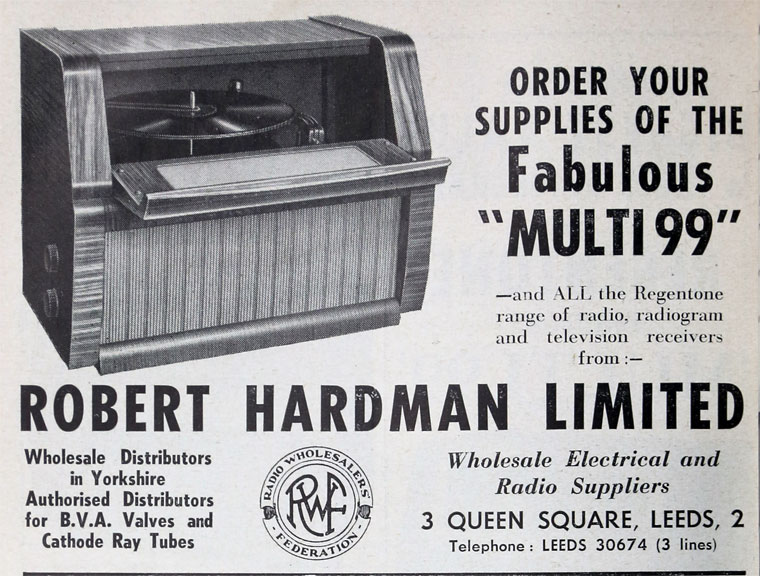 ORDER YOUR
SUPPLIES OF THE
Fabulous
"MULTI 99"
—and ALL the Regentone
range of radio, radiogram
and television receivers
from :—
ROBERT HARDMAN LIMITED
Wholesale Distributors
in Yorkshire
Authorised Distributors
for B.V.A. Valves and
Cathode Ray Tubes
RADIO WHOLESALERS'
RWF
FEDERATION
Wholesale Electrical and
Radio Suppliers
3 QUEEN SQUARE, LEEDS, 2
Telephone : LEEDS 30674 (3 lines)